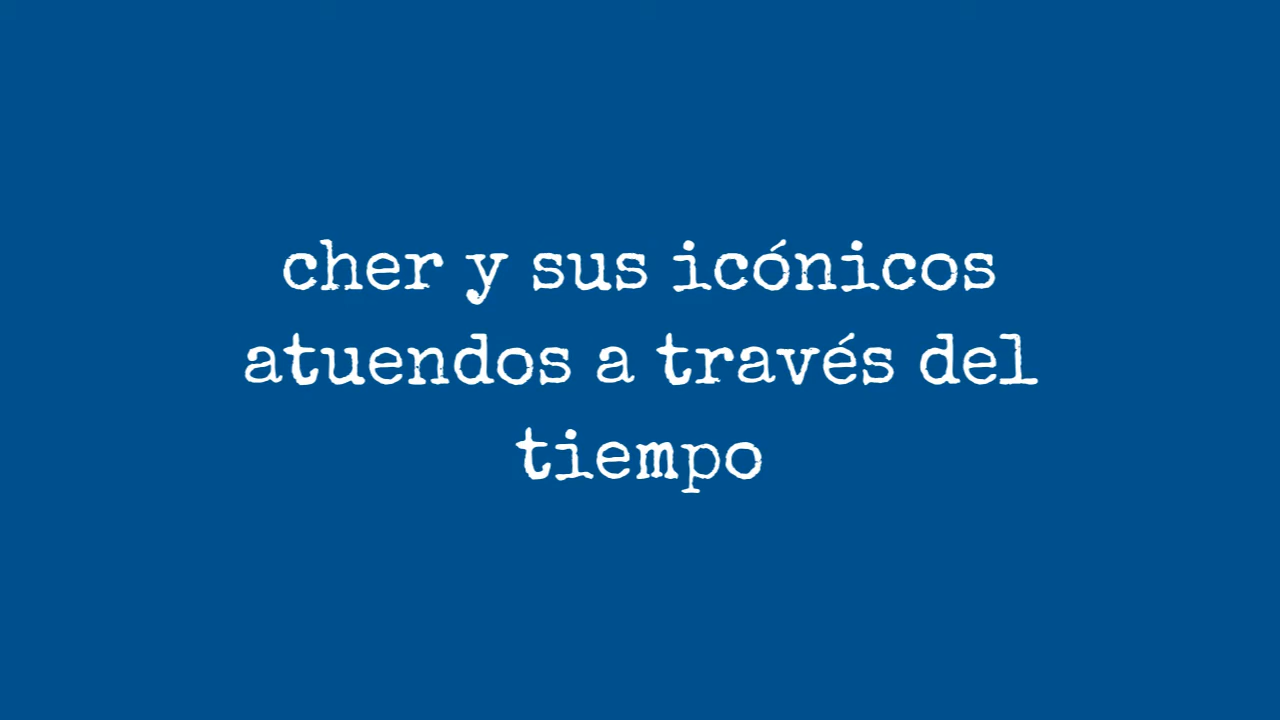 cher y sus icónicos
atuendos a través del
tiempo